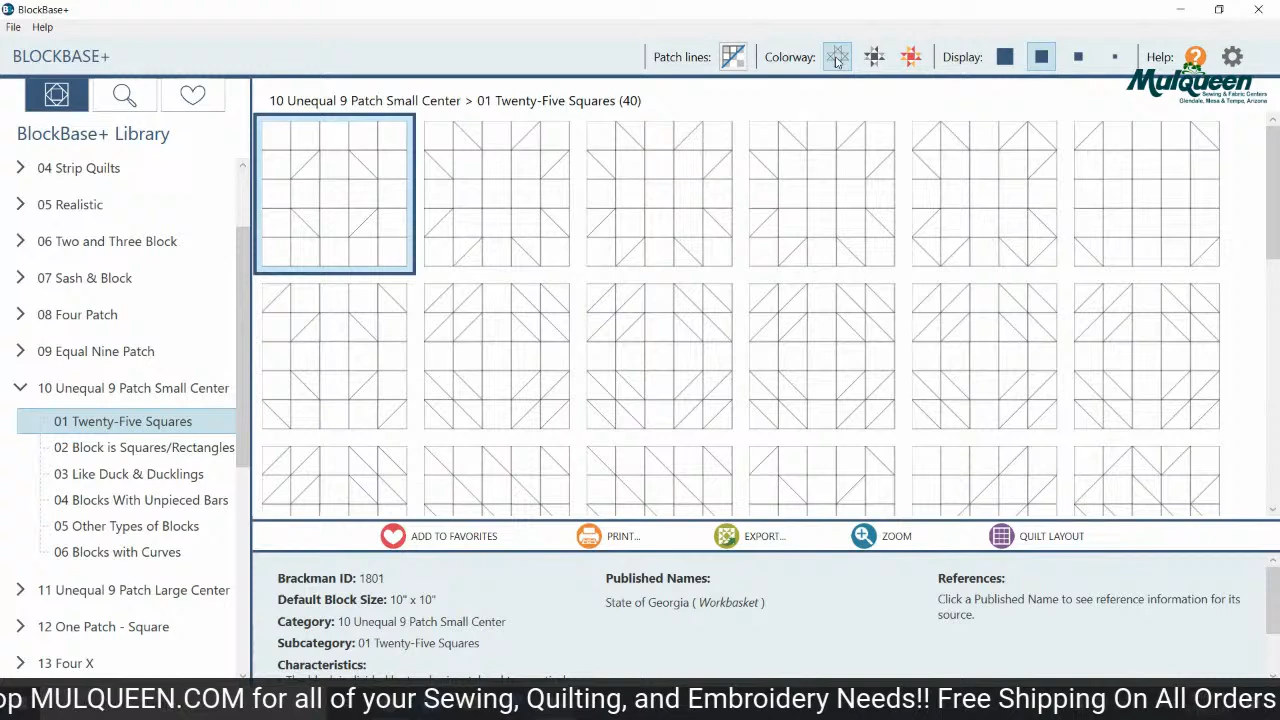 BlockBase+
File Help
BLOCKBASE+
Patch lines:
Colorway:
Display:
Help:
Mulqueen
Sewing & Fabric Centers
Glendale, Mesa & Tempe, Arizona
BlockBase+ Library
04 Strip Quilts
05 Realistic
06 Two and Three Block
07 Sash & Block
08 Four Patch
09 Equal Nine Patch
10 Unequal 9 Patch Small Center
01 Twenty-Five Squares
02 Block is Squares/Rectangles
03 Like Duck & Ducklings
04 Blocks With Unpieced Bars
05 Other Types of Blocks
06 Blocks with Curves
11 Unequal 9 Patch Large Center
12 One Patch - Square
13 Four X
10 Unequal 9 Patch Small Center > 01 Twenty-Five Squares (40)
ADD TO FAVORITES
PRINT...
EXPORT...
ZOOM
QUILT LAYOUT
Brackman ID: 1801
Default Block Size: 10" x 10"
Category: 10 Unequal 9 Patch Small Center
Subcategory: 01 Twenty-Five Squares
Characteristics:
Published Names:
State of Georgia ( Workbasket )
References:
Click a Published Name to see reference information for its
source.
op MULQUEEN.COM for all of your Sewing, Quilting, and Embroidery Needs!! Free Shipping On All Orders